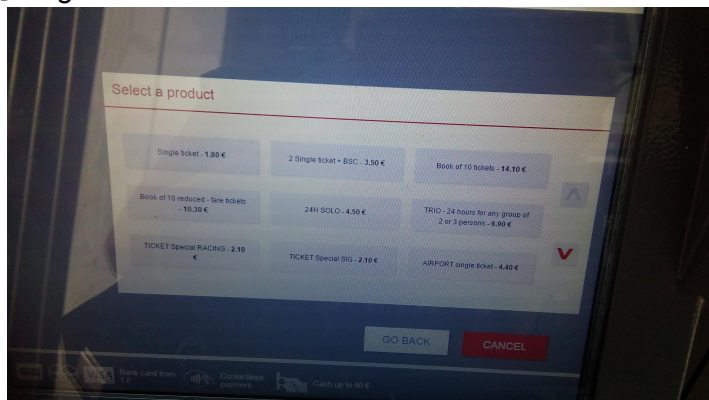 Select a product
Single ticket - 1.80 €
2 Single ticket + BSC - 3.50 €
Book of 10 tickets - 14.10 €
Book of 10 reduced - fare tickets
- 10.30 €
24H SOLO - 4.50 €
TRIO - 24 hours for any group of
2 or 3 persons - 6.90 €
TICKET Special RACING - 2.10
€
TICKET Special SIG - 2.10 €
AIRPORT single ticket - 4.40 €
GO BACK
CANCEL
VISA
Bank card from
1 €
Contactless
payment
Cash up to 40 €